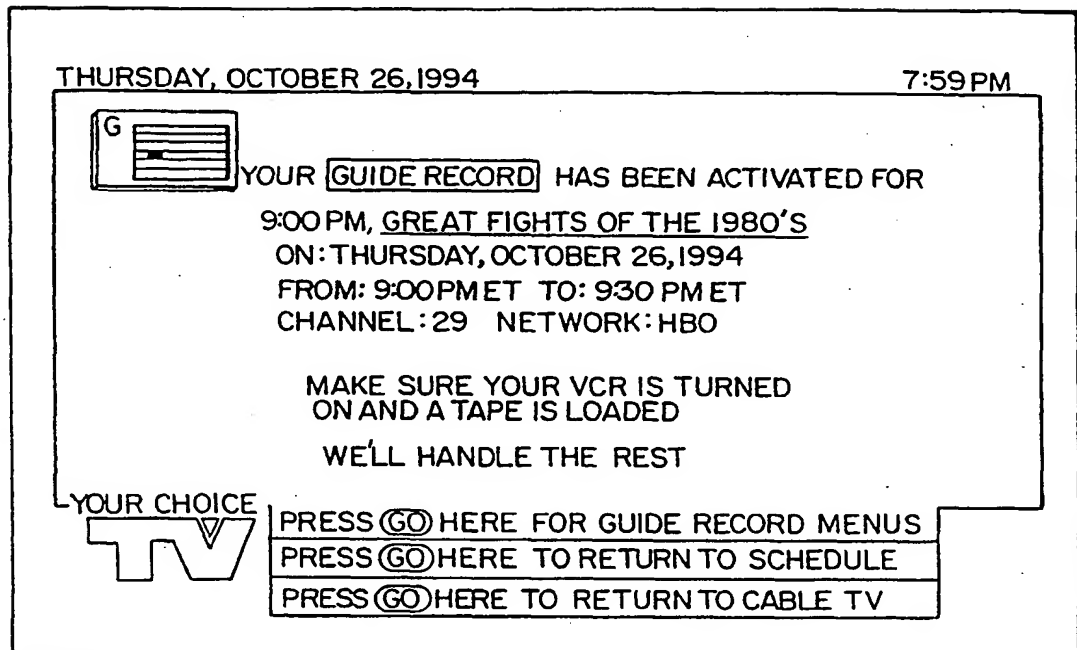 THURSDAY, OCTOBER 26,1994 7:59 PM
G
YOUR GUIDE RECORD HAS BEEN ACTIVATED FOR
9:00 PM, GREAT FIGHTS OF THE 1980'S
ON: THURSDAY, OCTOBER 26,1994
FROM: 9:00 PM ET TO: 9:30 PM ET
CHANNEL: 29 NETWORK: HBO
MAKE SURE YOUR VCR IS TURNED
ON AND A TAPE IS LOADED
WE'LL HANDLE THE REST
YOUR CHOICE
TV
PRESS GO HERE FOR GUIDE RECORD MENUS
PRESS GO HERE TO RETURN TO SCHEDULE
PRESS GO HERE TO RETURN TO CABLE TV